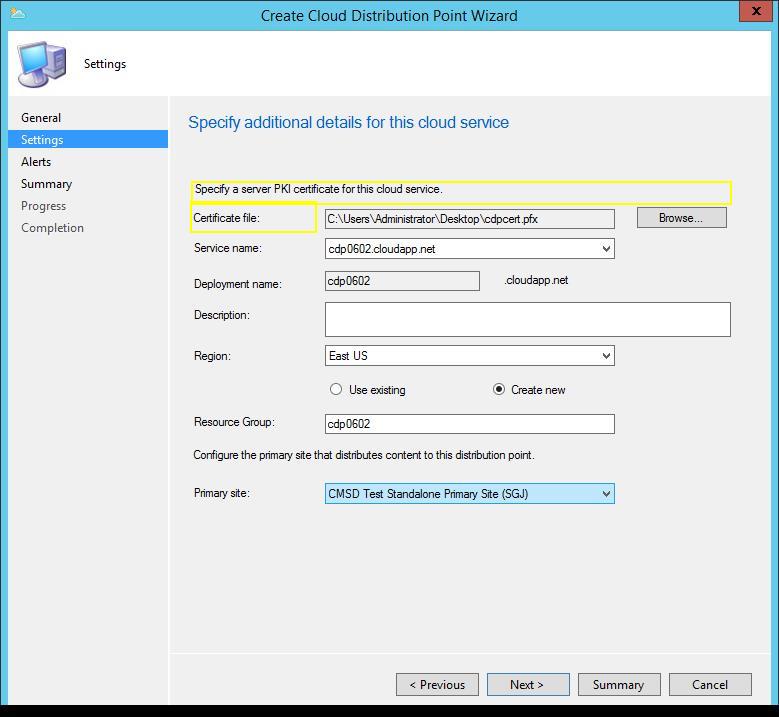 Create Cloud Distribution Point Wizard
x
Settings
General
Settings
Alerts
Summary
Progress
Completion
Specify additional details for this cloud service
Specify a server PKI certificate for this cloud service.
Certificate file: C:\Users\Administrator\Desktop\cdpcert.pfx Browse...
Service name: cdp0602.cloudapp.net
Deployment name: cdp0602 .cloudapp.net
Description:
Region: East US
Use existing Create new
Resource Group: cdp0602
Configure the primary site that distributes content to this distribution point.
Primary site: CMSD Test Standalone Primary Site (SGJ)
< Previous Next > Summary Cancel